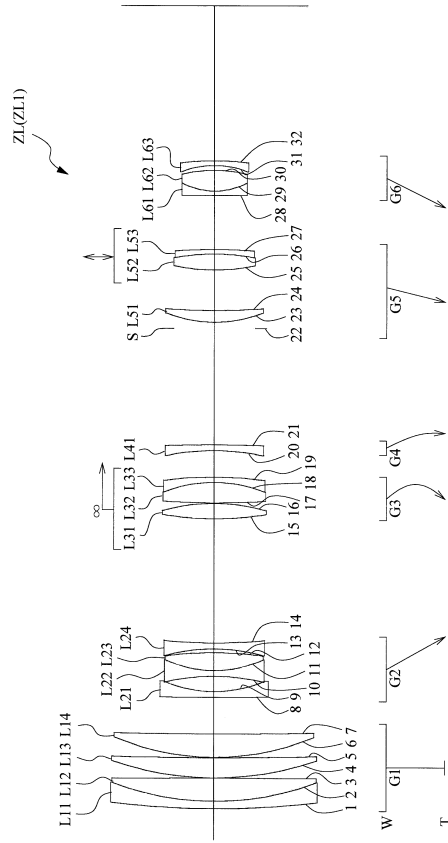 ZL(ZL1)
∞
L11 L12 L13 L14 L21 L22 L23 L24 L31 L32 L33 L41 S L51 L52 L53 L61 L62 L63
1 2 3 4 5 6 7 8 9 10 11 12 13 14 15 16 17 18 19 20 21 22 23 24 25 26 27 28 29 30 31 32
W G1 G2 G3 G4 G5 G6
T